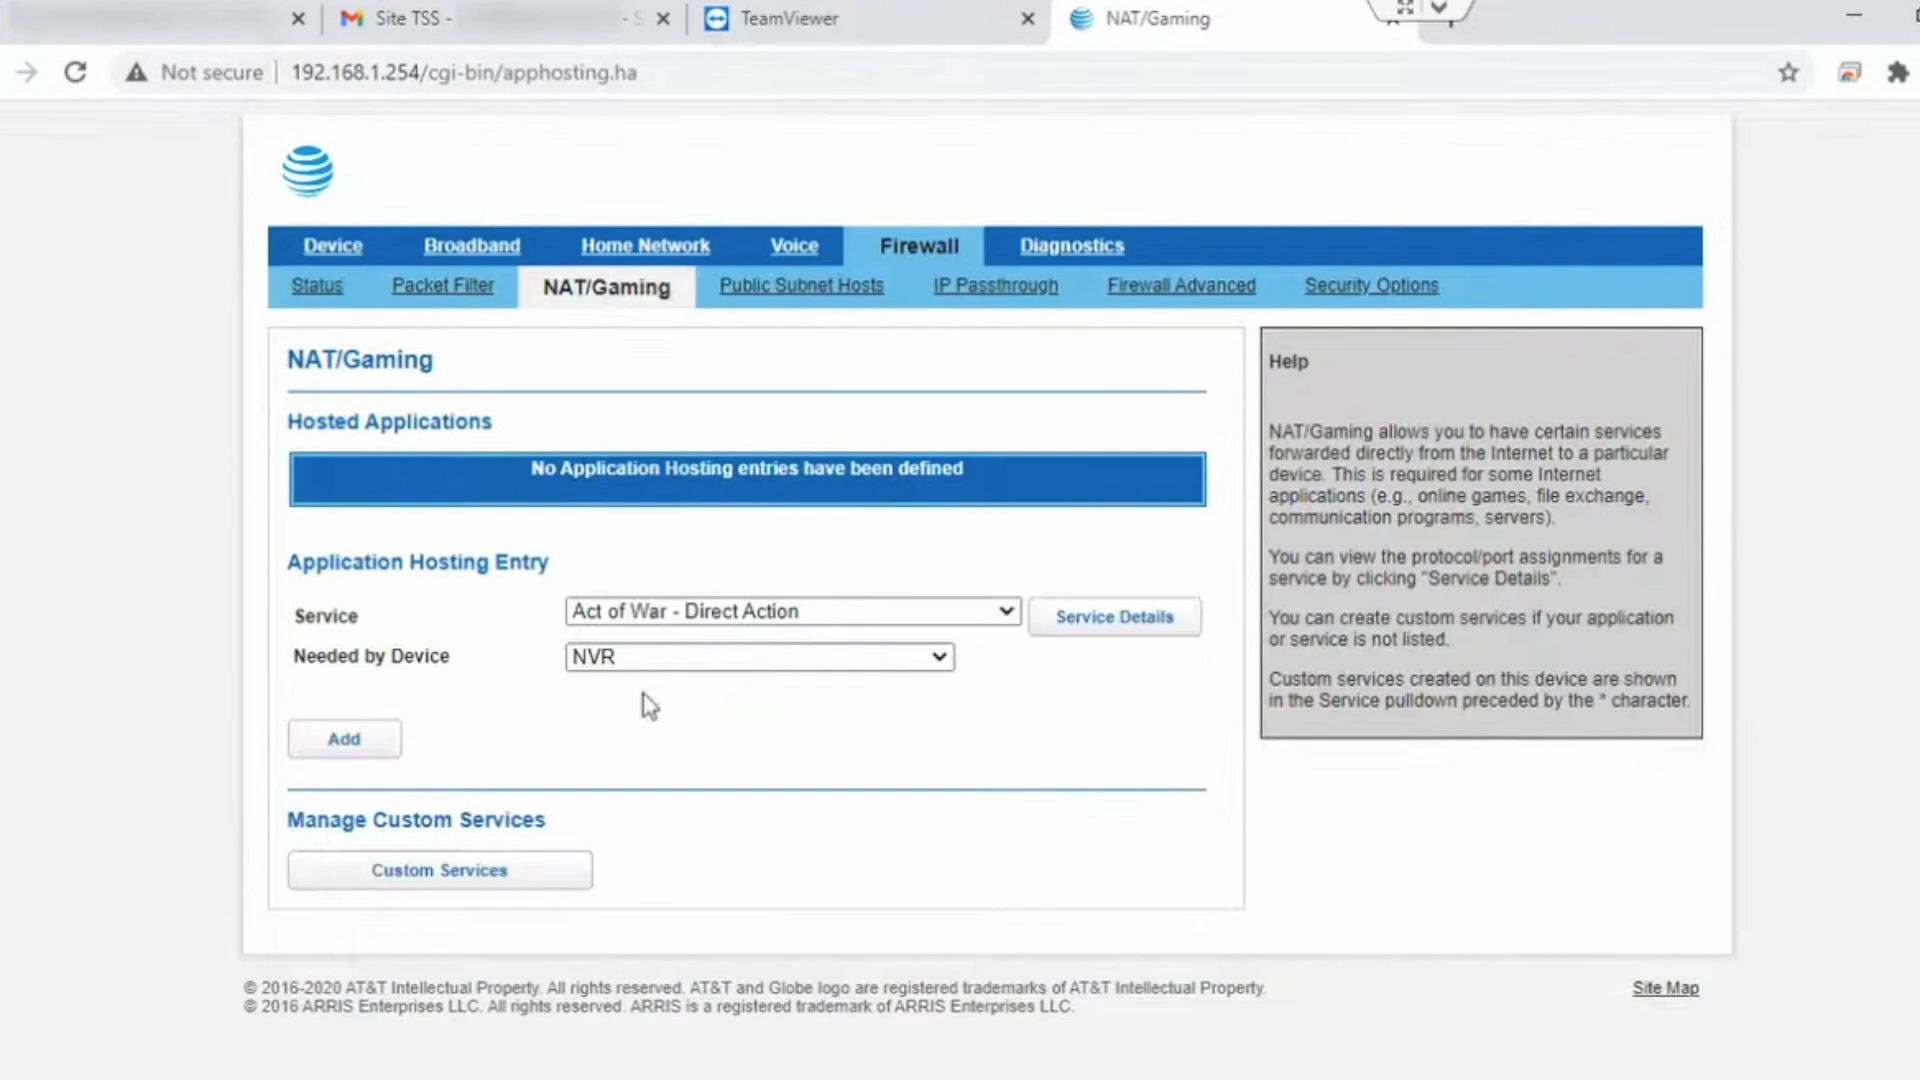 Site TSS -
- S
TeamViewer
NAT/Gaming
Not secure
192.168.1.254/cgi-bin/apphosting.ha
Device
Broadband
Home Network
Voice
Firewall
Diagnostics
Status
Packet Filter
NAT/Gaming
Public Subnet Hosts
IP Passthrough
Firewall Advanced
Security Options
NAT/Gaming
Hosted Applications
No Application Hosting entries have been defined
Application Hosting Entry
Service
Act of War - Direct Action
Service Details
Needed by Device
NVR
Add
Manage Custom Services
Custom Services
Help
NAT/Gaming allows you to have certain services
forwarded directly from the Internet to a particular
device. This is required for some Internet
applications (e.g., online games, file exchange,
communication programs, servers).
You can view the protocol/port assignments for a
service by clicking "Service Details".
You can create custom services if your application
or service is not listed.
Custom services created on this device are shown
in the Service pulldown preceded by the * character.
© 2016-2020 AT&T Intellectual Property. All rights reserved. AT&T and Globe logo are registered trademarks of AT&T Intellectual Property.
© 2016 ARRIS Enterprises LLC. All rights reserved. ARRIS is a registered trademark of ARRIS Enterprises LLC.
Site Map